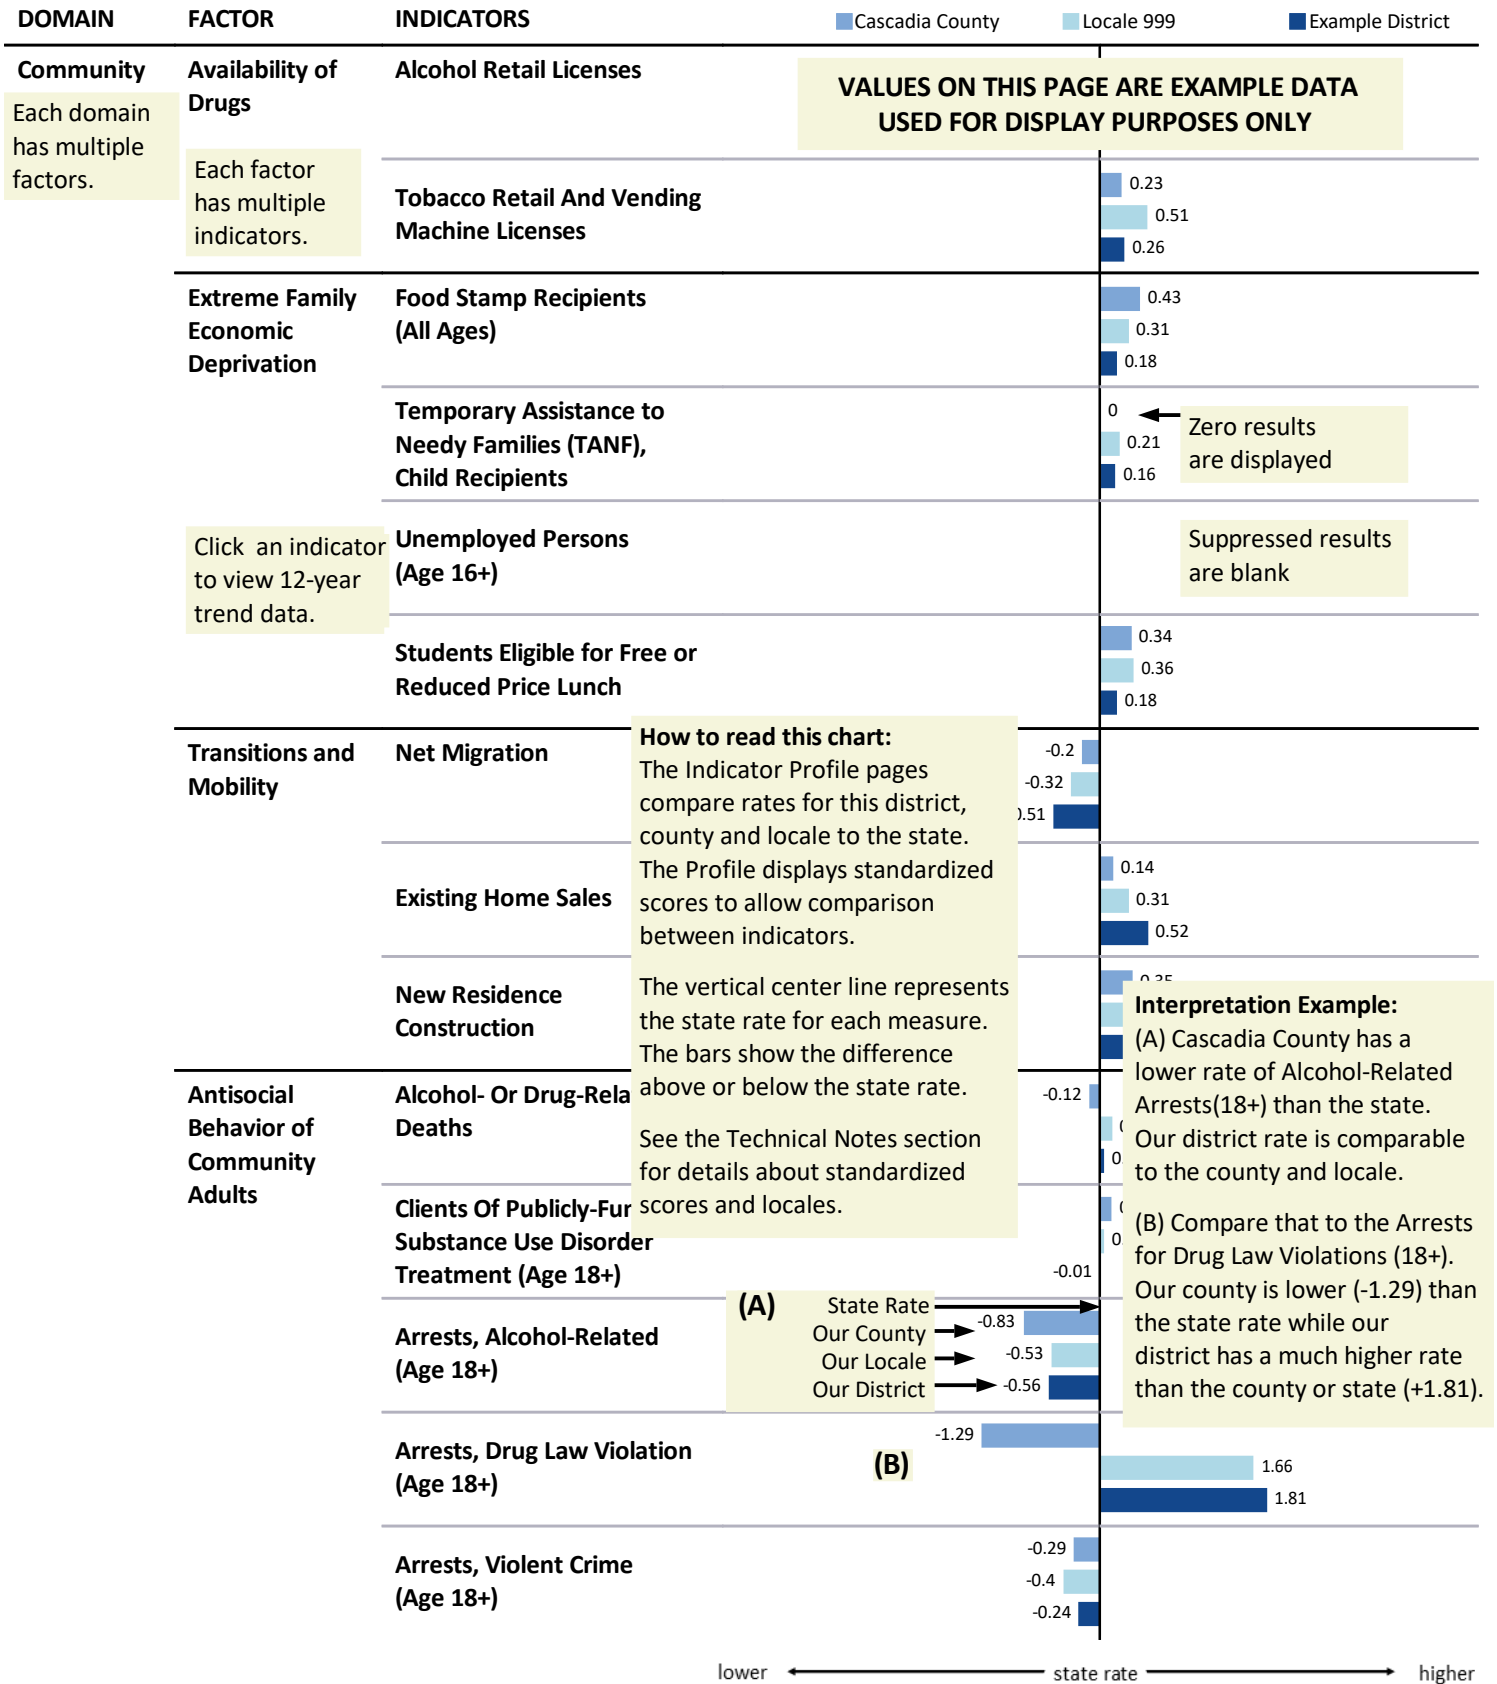 DOMAIN FACTOR INDICATORS Cascadia County Locale 999 Example District
Community
Each domain
has multiple
factors.
Availability of
Drugs
Each factor
has multiple
indicators.
Alcohol Retail Licenses
VALUES ON THIS PAGE ARE EXAMPLE DATA
USED FOR DISPLAY PURPOSES ONLY
Tobacco Retail And Vending
Machine Licenses
0.23
0.51
0.26
Extreme Family
Economic
Deprivation
Food Stamp Recipients
(All Ages)
0.43
0.31
0.18
Temporary Assistance to
Needy Families (TANF),
Child Recipients
0
0.21
0.16
Zero results
are displayed
Click an indicator
to view 12-year
trend data.
Unemployed Persons
(Age 16+)
Suppressed results
are blank
Students Eligible for Free or
Reduced Price Lunch
0.34
0.36
0.18
Transitions and
Mobility
Net Migration
-0.2
-0.32
.51
How to read this chart:
The Indicator Profile pages
compare rates for this district,
county and locale to the state.
The Profile displays standardized
scores to allow comparison
between indicators.
The vertical center line represents
the state rate for each measure.
The bars show the difference
above or below the state rate.
See the Technical Notes section
for details about standardized
scores and locales.
Existing Home Sales
0.14
0.31
0.52
New Residence
Construction
Interpretation Example:
(A) Cascadia County has a
lower rate of Alcohol-Related
Arrests(18+) than the state.
Our district rate is comparable
to the county and locale.
(B) Compare that to the Arrests
for Drug Law Violations (18+).
Our county is lower (-1.29) than
the state rate while our
district has a much higher rate
than the county or state (+1.81).
Antisocial
Behavior of
Community
Adults
Alcohol- Or Drug-Rela
Deaths
-0.12
0.
Clients Of Publicly-Fun
Substance Use Disorder
Treatment (Age 18+)
0.
-0.01
Arrests, Alcohol-Related
(Age 18+)
(A)
State Rate
Our County
Our Locale
Our District
-0.83
-0.53
-0.56
Arrests, Drug Law Violation
(Age 18+)
(B)
-1.29
1.66
1.81
Arrests, Violent Crime
(Age 18+)
-0.29
-0.4
-0.24
lower state rate higher